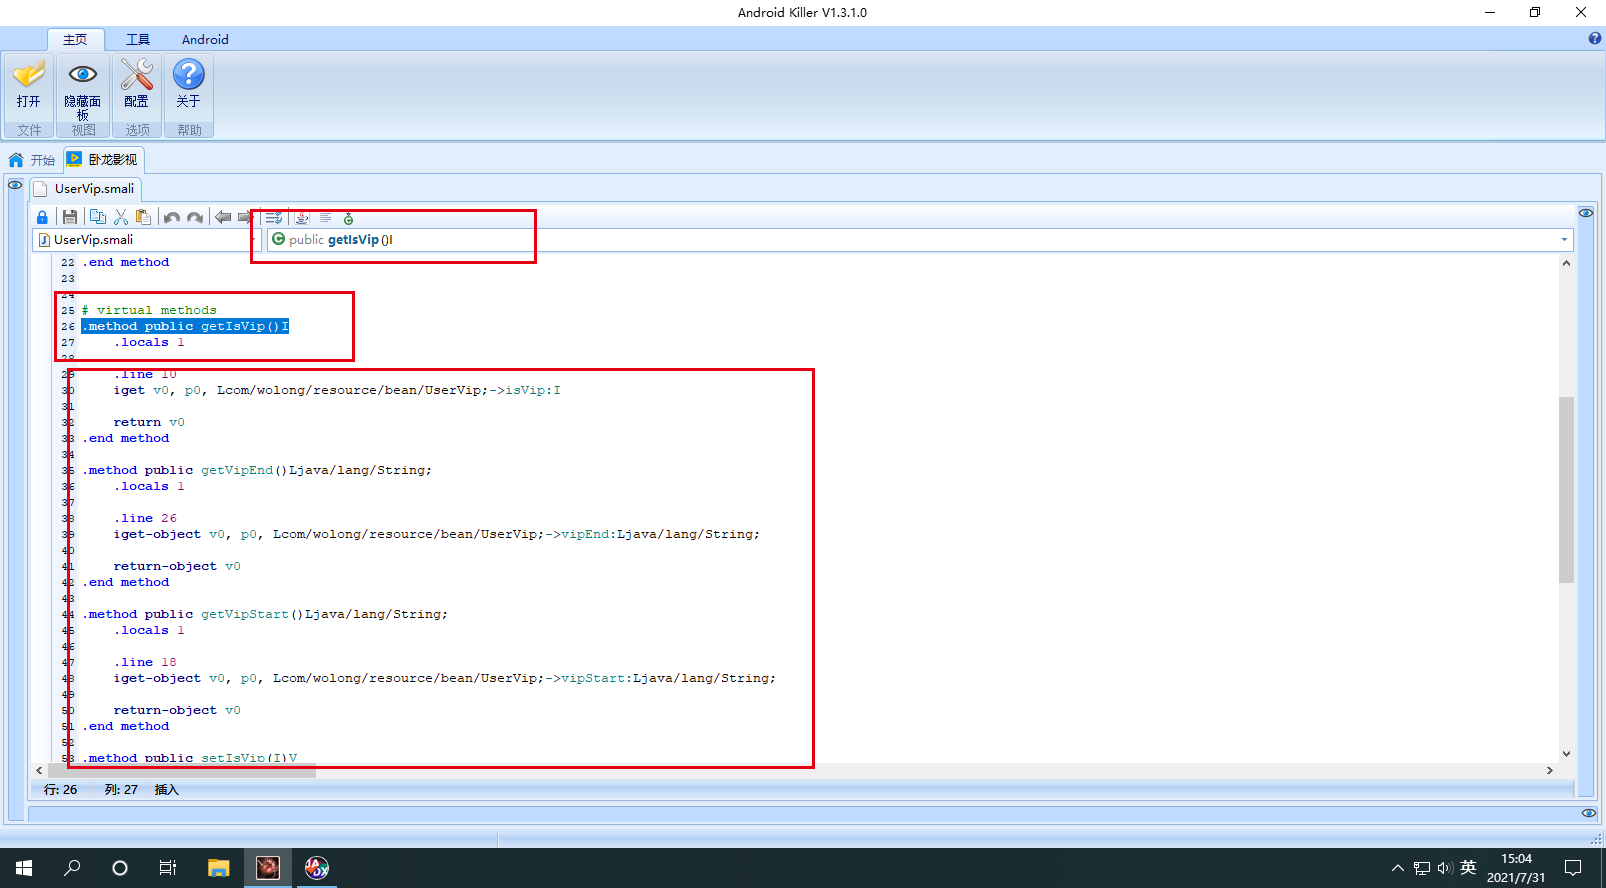 Android Killer V1.3.1.0
主页 工具 Android
打开 隐藏面板 配置 关于
文件 视图 选项 帮助
开始 卧龙影视
UserVip.smali
UserVip.smali public getIsVip()I
22 .end method
23
24
25 # virtual methods
26 .method public getIsVip()I
27 .locals 1
28
29 .line 10
30 iget v0, p0, Lcom/wolong/resource/bean/UserVip;->isVip:I
31
32 return v0
33 .end method
34
35 .method public getVipEnd()Ljava/lang/String;
36 .locals 1
37
38 .line 26
39 iget-object v0, p0, Lcom/wolong/resource/bean/UserVip;->vipEnd:Ljava/lang/String;
40
41 return-object v0
42 .end method
43
44 .method public getVipStart()Ljava/lang/String;
45 .locals 1
46
47 .line 18
48 iget-object v0, p0, Lcom/wolong/resource/bean/UserVip;->vipStart:Ljava/lang/String;
49
50 return-object v0
51 .end method
52
53 .method public setIsVip(I)V
行: 26 列: 27 插入
英
15:04
2021/7/31